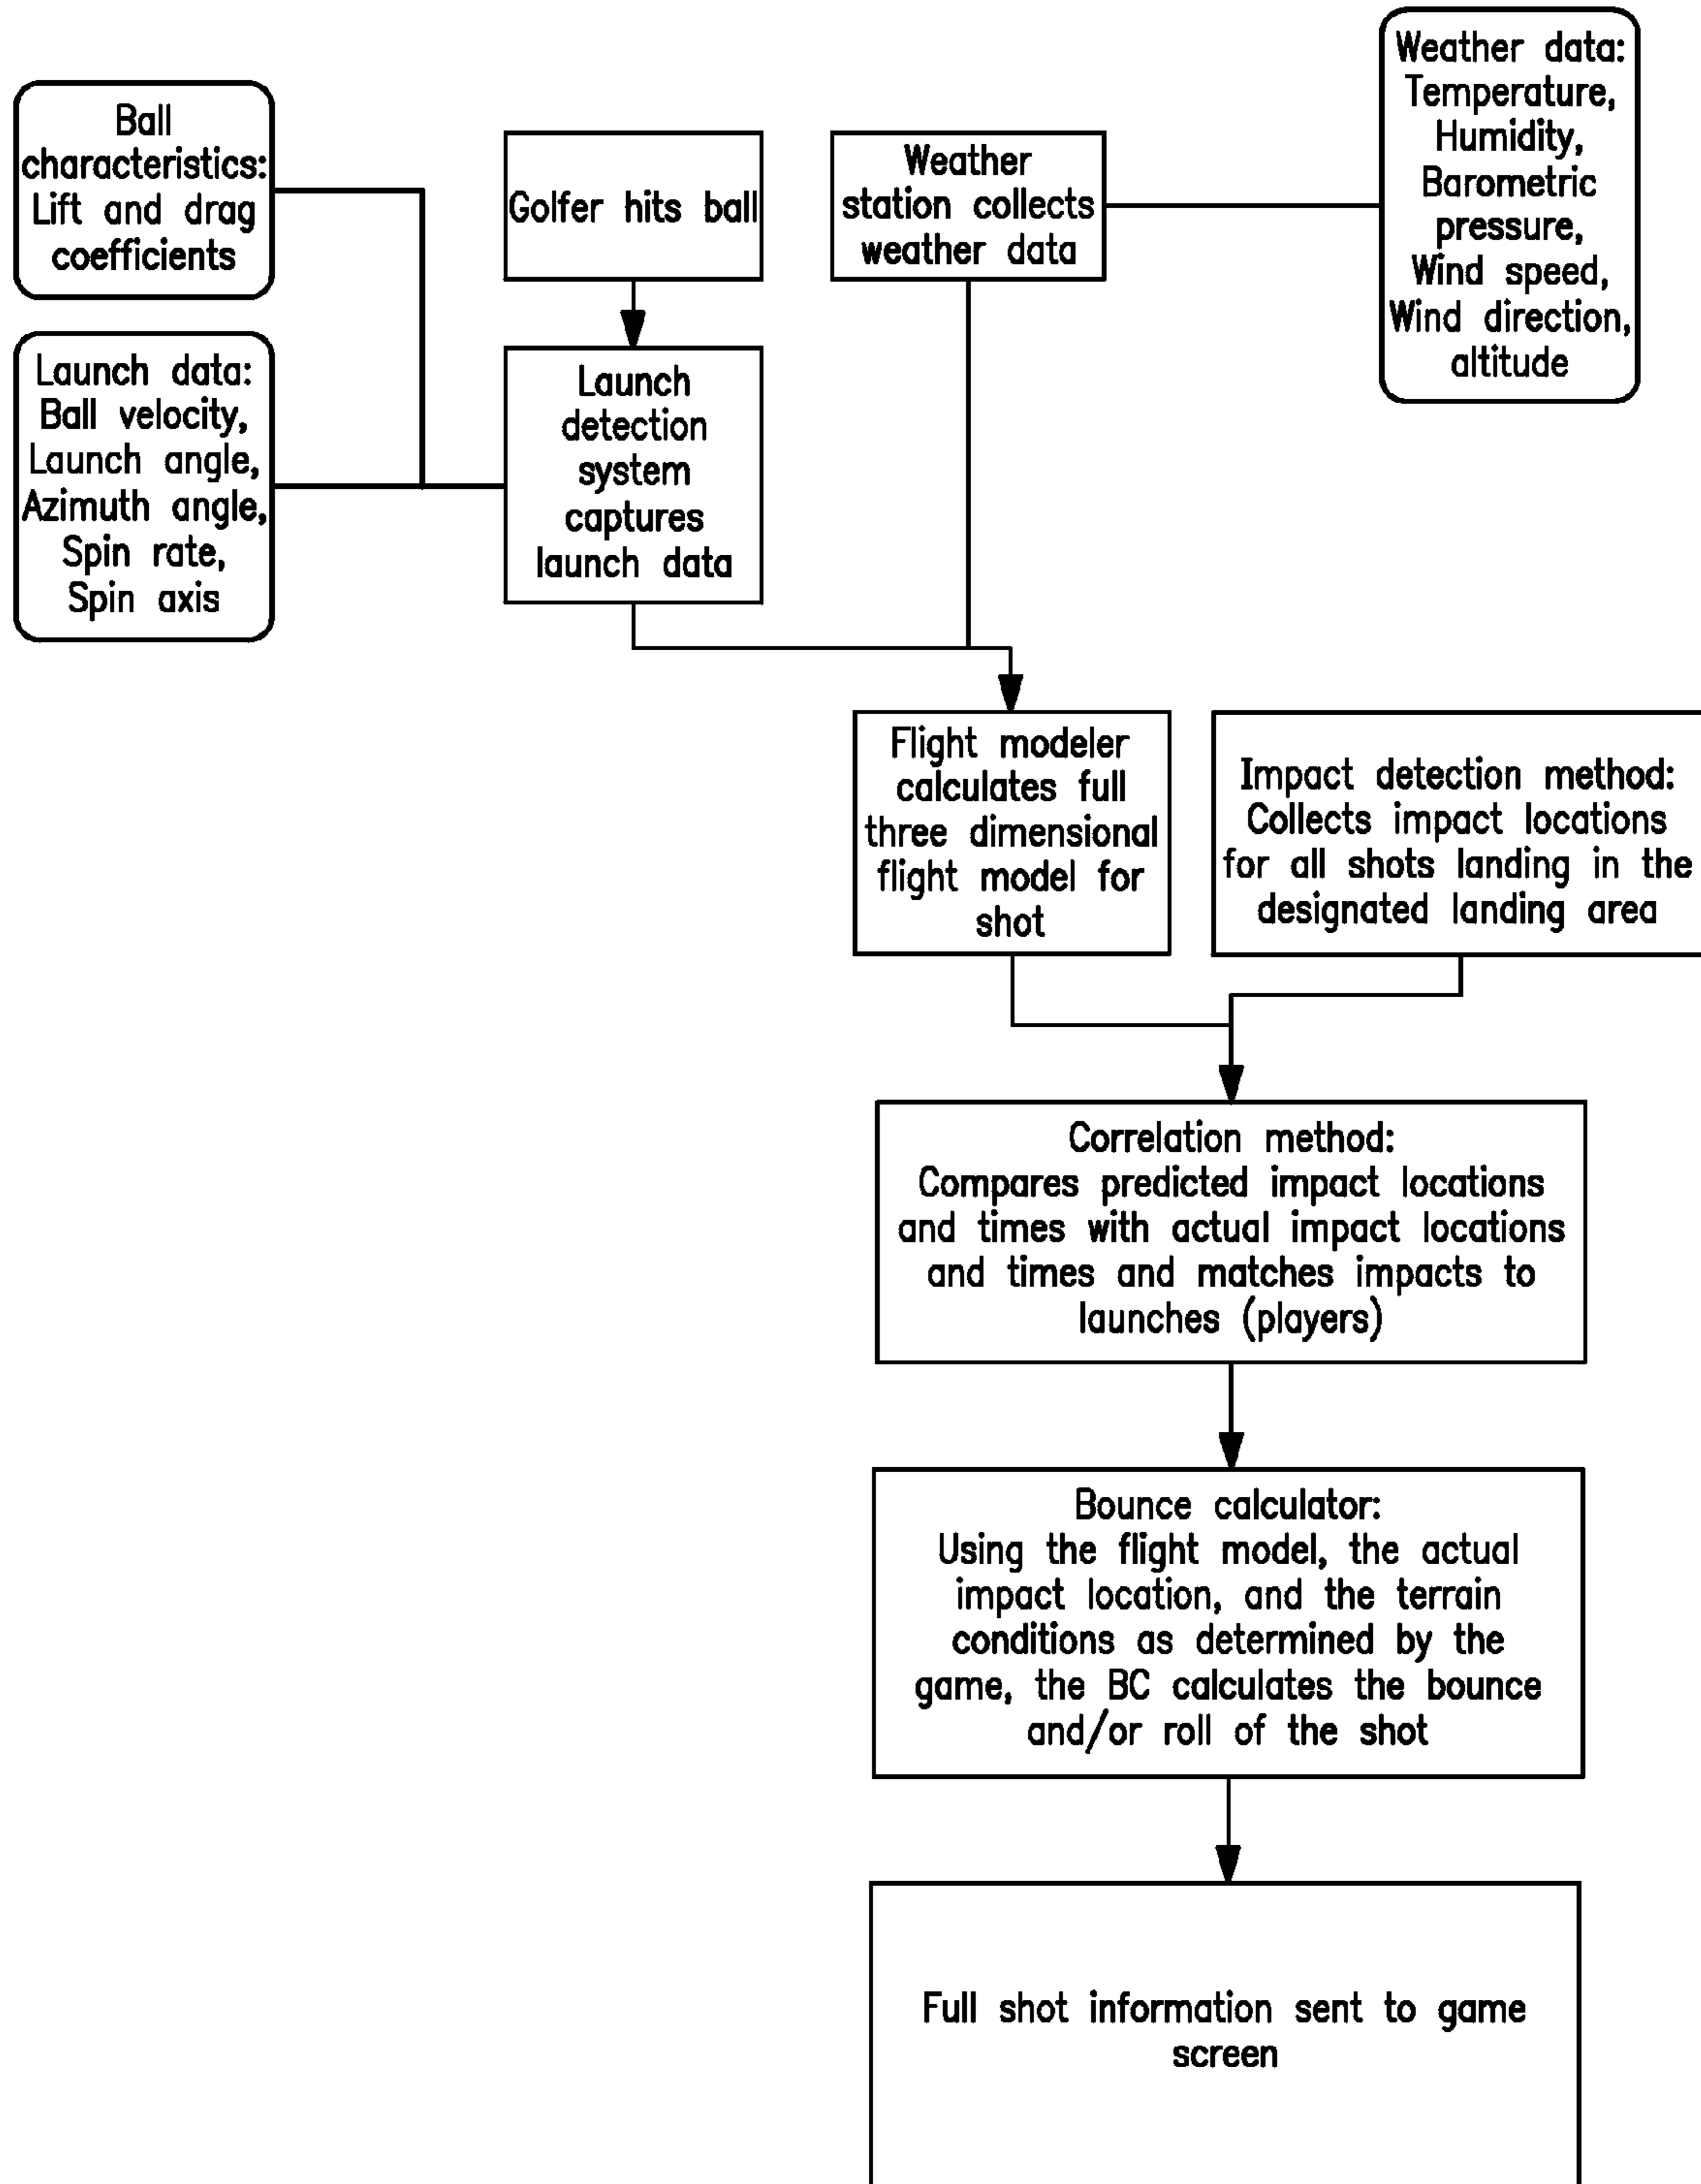 Ball
characteristics:
Lift and drag
coefficients
Launch data:
Ball velocity,
Launch angle,
Azimuth angle,
Spin rate,
Spin axis
Golfer hits ball
Launch
detection
system
captures
launch data
Weather
station collects
weather data
Weather data:
Temperature,
Humidity,
Barometric
pressure,
Wind speed,
Wind direction,
altitude
Flight modeler
calculates full
three dimensional
flight model for
shot
Impact detection method:
Collects impact locations
for all shots landing in the
designated landing area
Correlation method:
Compares predicted impact locations
and times with actual impact locations
and times and matches impacts to
launches (players)
Bounce calculator:
Using the flight model, the actual
impact location, and the terrain
conditions as determined by the
game, the BC calculates the bounce
and/or roll of the shot
Full shot information sent to game
screen